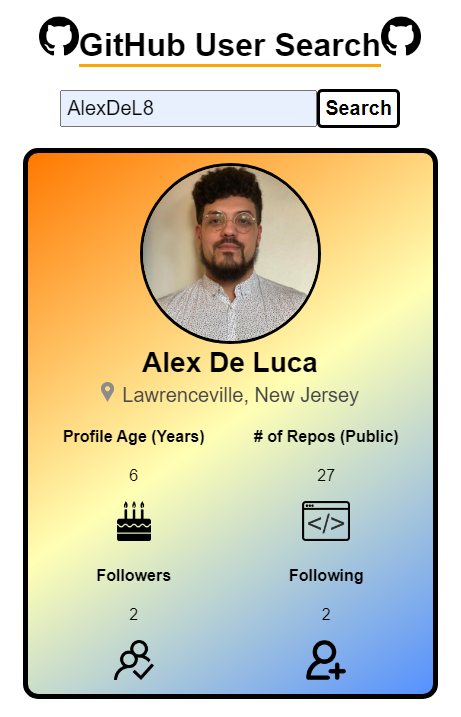 GitHub User Search
AlexDeL8 Search
Alex De Luca
Lawrenceville, New Jersey
Profile Age (Years) # of Repos (Public)
6 27
</>
Followers Following
2 2